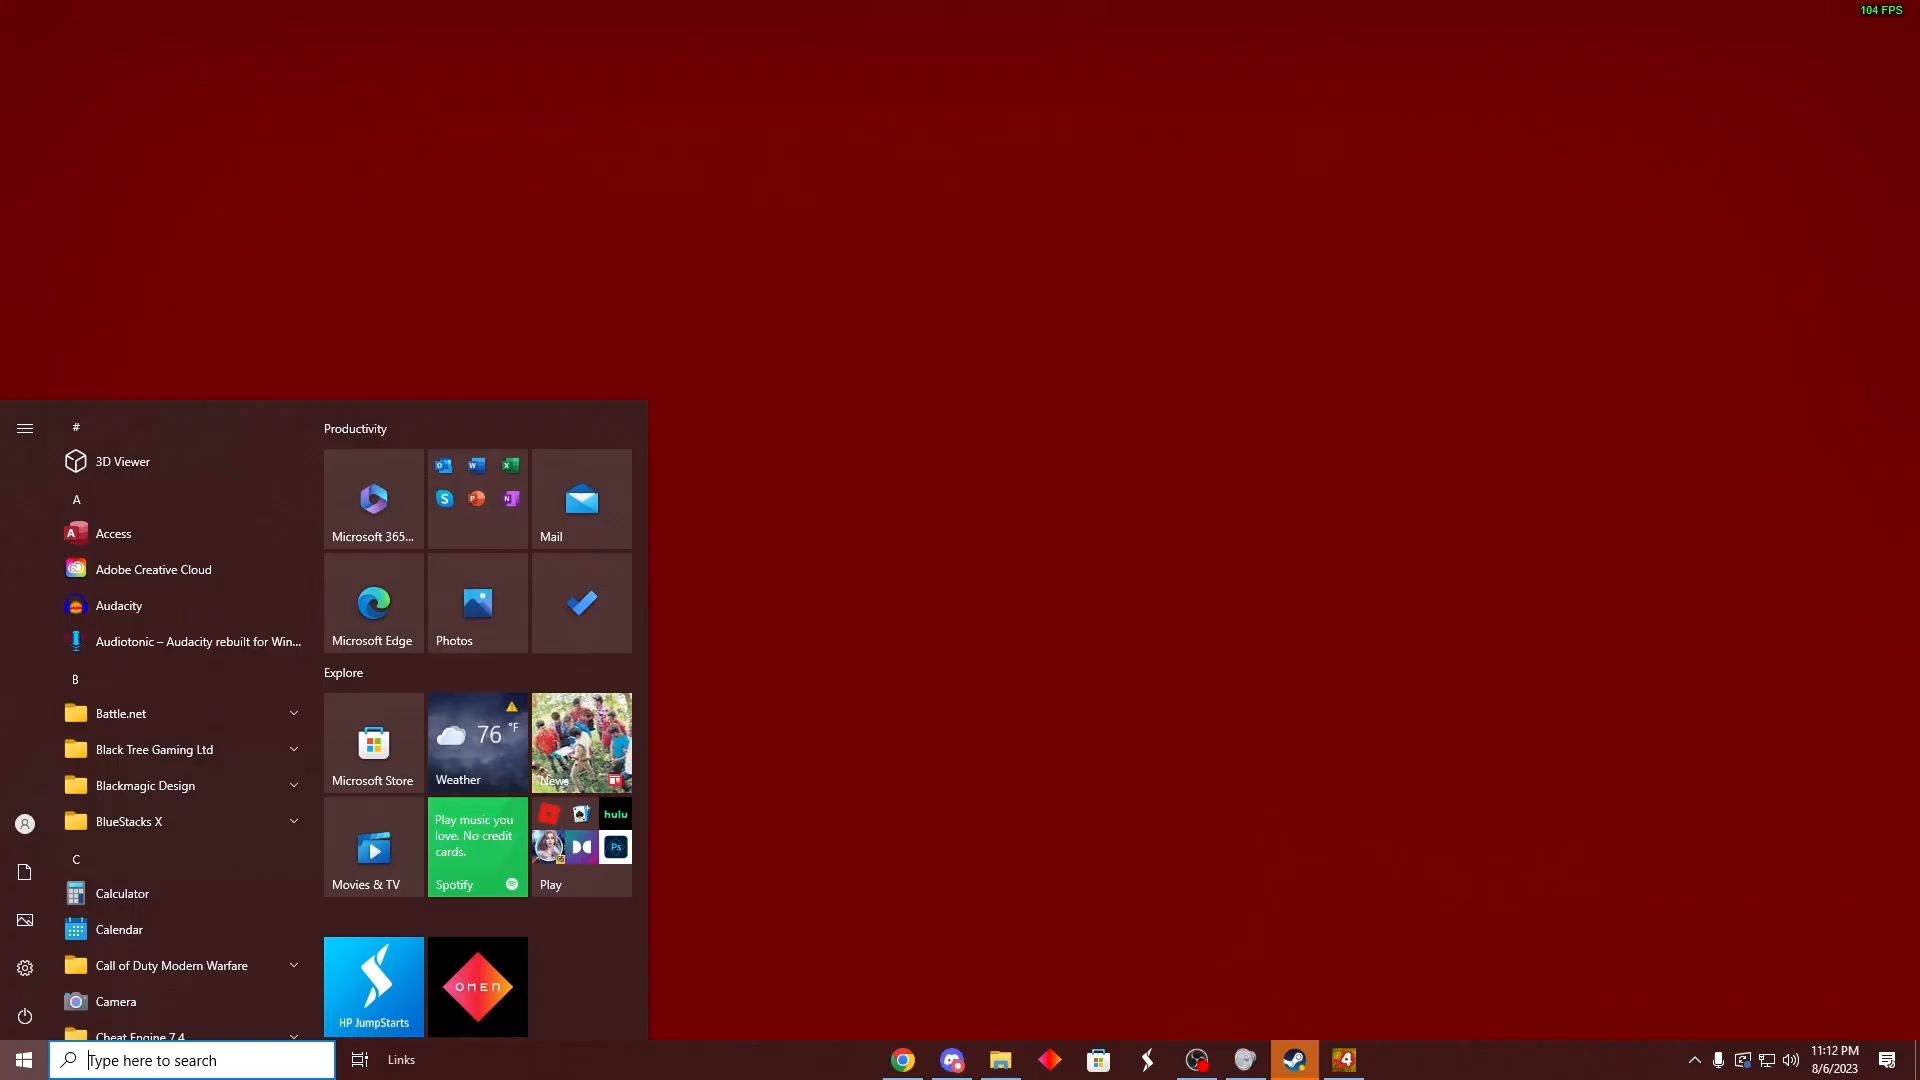 104 FPS
#
3D Viewer
A
Access
Adobe Creative Cloud
Audacity
Audiotonic – Audacity rebuilt for Win...
B
Battle.net
Black Tree Gaming Ltd
Blackmagic Design
BlueStacks X
C
Calculator
Calendar
Call of Duty Modern Warfare
Camera
Cheat Engine 7.4
Productivity
Microsoft 365...
Mail
Microsoft Edge
Photos
Explore
Microsoft Store
76 °F
Weather
News
Movies & TV
Play music you
love. No credit
cards.
Spotify
hulu
Ps
Play
HP JumpStarts
OMEN
Type here to search
Links
4
11:12 PM
8/6/2023